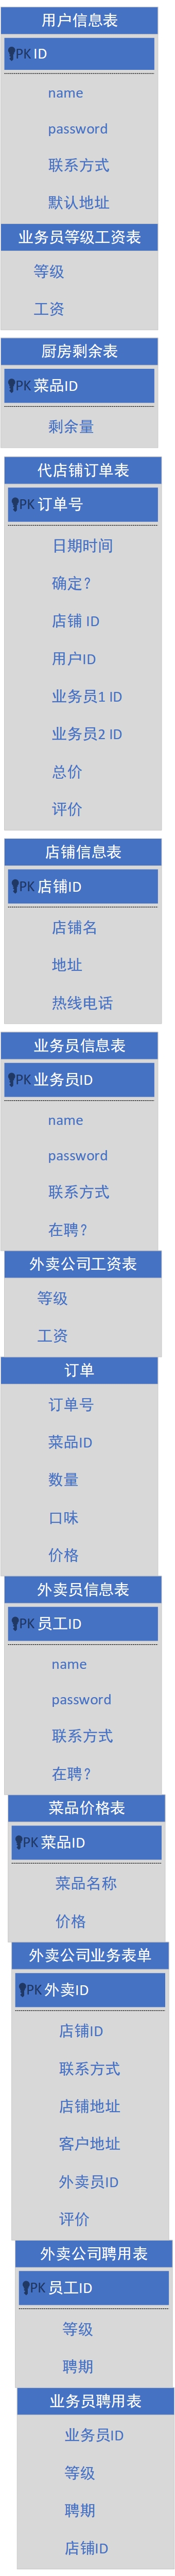 用户信息表
PK ID
name
password
联系方式
默认地址
业务员等级工资表
等级
工资
厨房剩余表
PK 菜品ID
剩余量
代店铺订单表
PK 订单号
日期时间
确定?
店铺 ID
用户ID
业务员1 ID
业务员2 ID
总价
评价
店铺信息表
PK 店铺ID
店铺名
地址
热线电话
业务员信息表
PK 业务员ID
name
password
联系方式
在聘?
外卖公司工资表
等级
工资
订单
订单号
菜品ID
数量
口味
价格
外卖员信息表
PK 员工ID
name
password
联系方式
在聘?
菜品价格表
PK 菜品ID
菜品名称
价格
外卖公司业务表单
PK 外卖ID
店铺ID
联系方式
店铺地址
客户地址
外卖员ID
评价
外卖公司聘用表
PK 员工ID
等级
聘期
业务员聘用表
业务员ID
等级
聘期
店铺ID